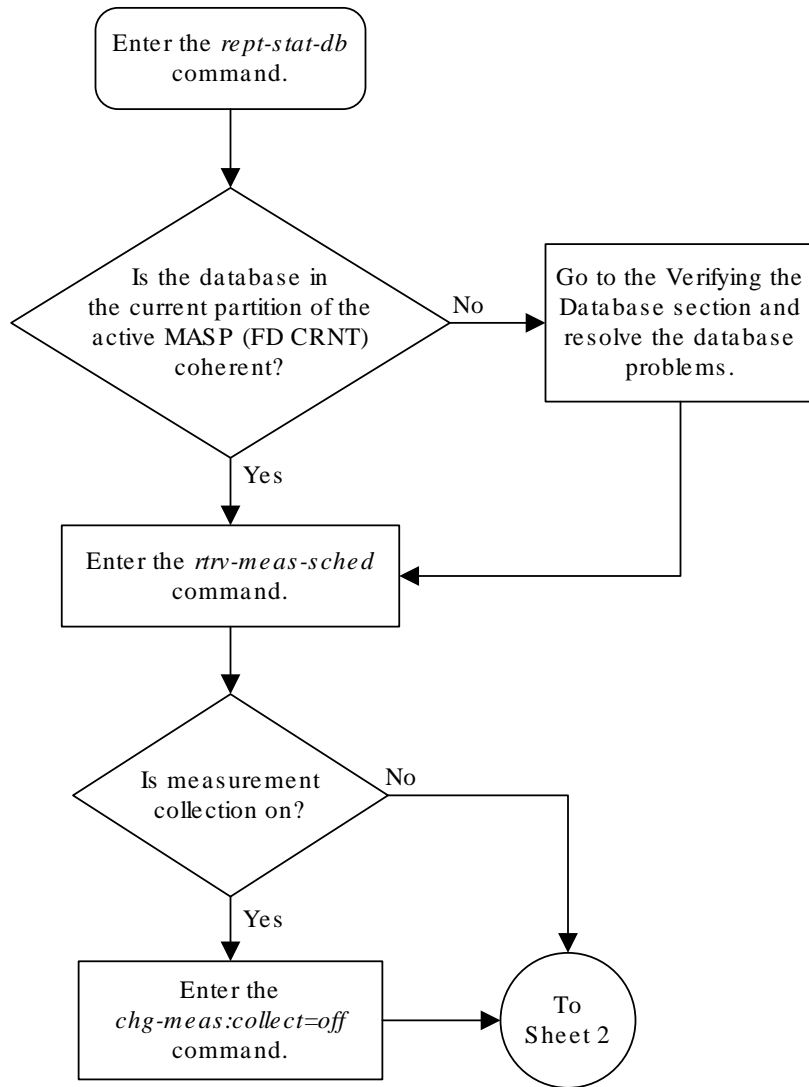 Enter the rept-stat-db
command.
Is the database in
the current partition of the
active MASP (FD CRNT)
coherent?
No
Go to the Verifying the
Database section and
resolve the database
problems.
Yes
Enter the rtrv-meas-sched
command.
Is measurement
collection on?
No
Yes
Enter the
chg-meas:collect=off
command.
To
Sheet 2